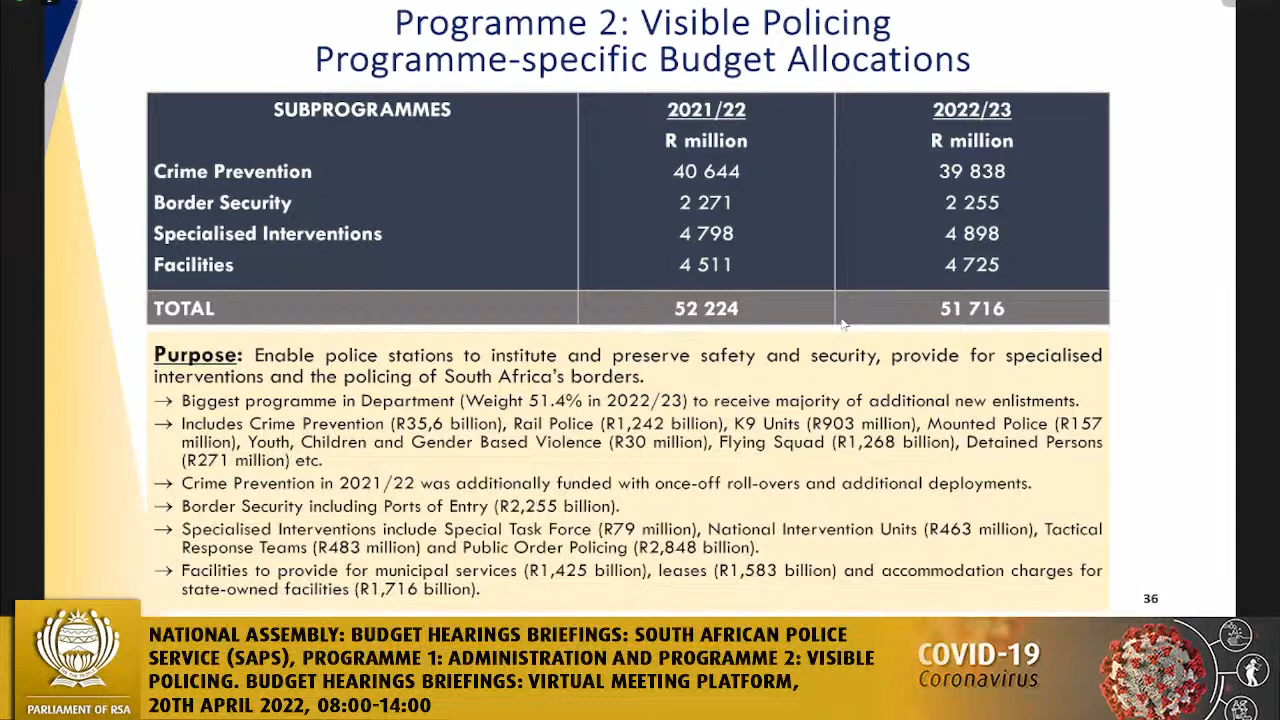 Programme 2: Visible Policing
Programme-specific Budget Allocations
SUBPROGRAMMES 2021/22 2022/23
R million R million
Crime Prevention 40 644 39 838
Border Security 2 271 2 255
Specialised Interventions 4 798 4 898
Facilities 4 511 4 725
TOTAL 52 224 51 716
Purpose: Enable police stations to institute and preserve safety and security, provide for specialised
interventions and the policing of South Africa's borders.
→ Biggest programme in Department (Weight 51.4% in 2022/23) to receive majority of additional new enlistments.
→ Includes Crime Prevention (R35,6 billion), Rail Police (R1,242 billion), K9 Units (R903 million), Mounted Police (R157
million), Youth, Children and Gender Based Violence (R30 million), Flying Squad (R1,268 billion), Detained Persons
(R271 million) etc.
→ Crime Prevention in 2021/22 was additionally funded with once-off roll-overs and additional deployments.
→ Border Security including Ports of Entry (R2,255 billion).
→ Specialised Interventions include Special Task Force (R79 million), National Intervention Units (R463 million), Tactical
Response Teams (R483 million) and Public Order Policing (R2,848 billion).
→ Facilities to provide for municipal services (R1,425 billion), leases (R1,583 billion) and accommodation charges for
state-owned facilities (R1,716 billion).
36
NATIONAL ASSEMBLY: BUDGET HEARINGS BRIEFINGS: SOUTH AFRICAN POLICE
SERVICE (SAPS), PROGRAMME 1: ADMINISTRATION AND PROGRAMME 2: VISIBLE
POLICING. BUDGET HEARINGS BRIEFINGS: VIRTUAL MEETING PLATFORM,
20TH APRIL 2022, 08:00-14:00
PARLIAMENT OF RSA
COVID-19
Coronavirus